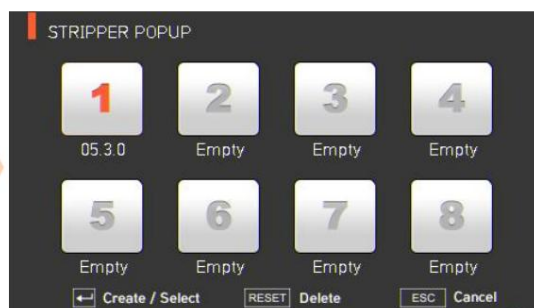 STRIPPER POPUP
1 2 3 4
05.3.0 Empty Empty Empty
5 6 7 8
Empty Empty Empty Empty
Create / Select RESET Delete ESC Cancel